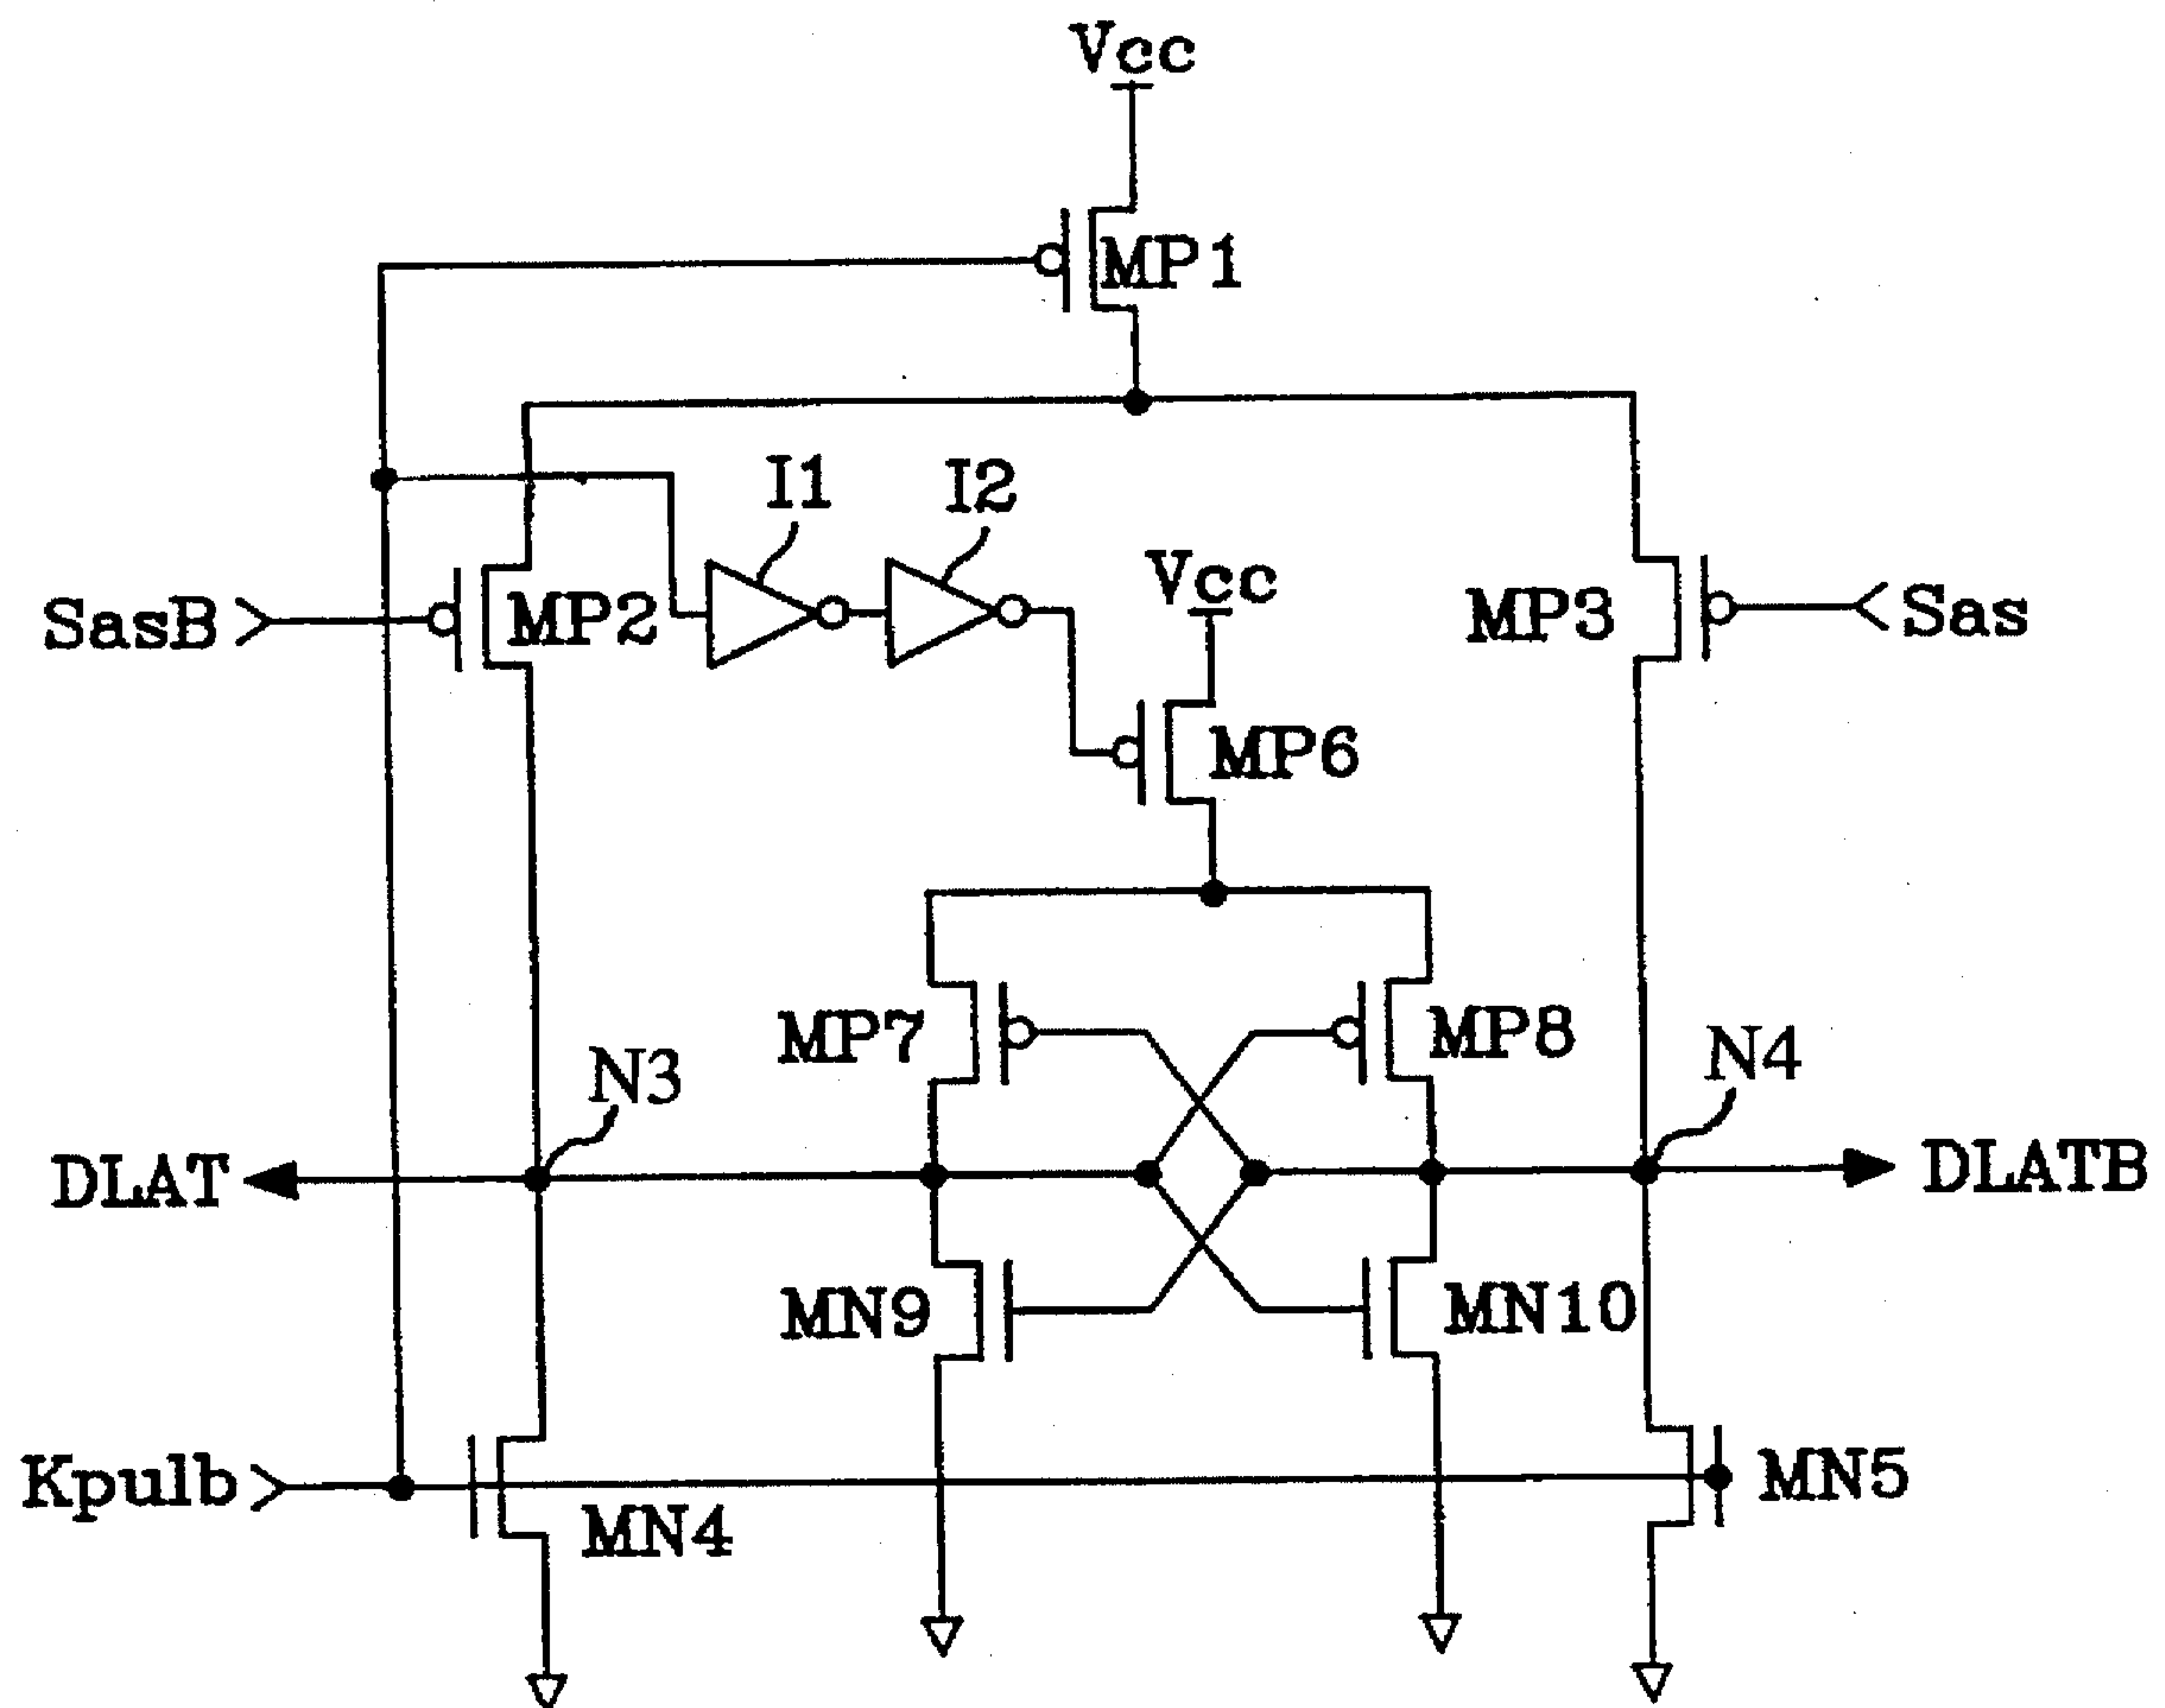 Vcc
MP1
I1
I2
Vcc
SasB
MP2
MP3
Sas
MP6
MP7
MP8
N3
N4
DLAT
DLATB
MN9
MN10
Kpulb
MN4
MN5